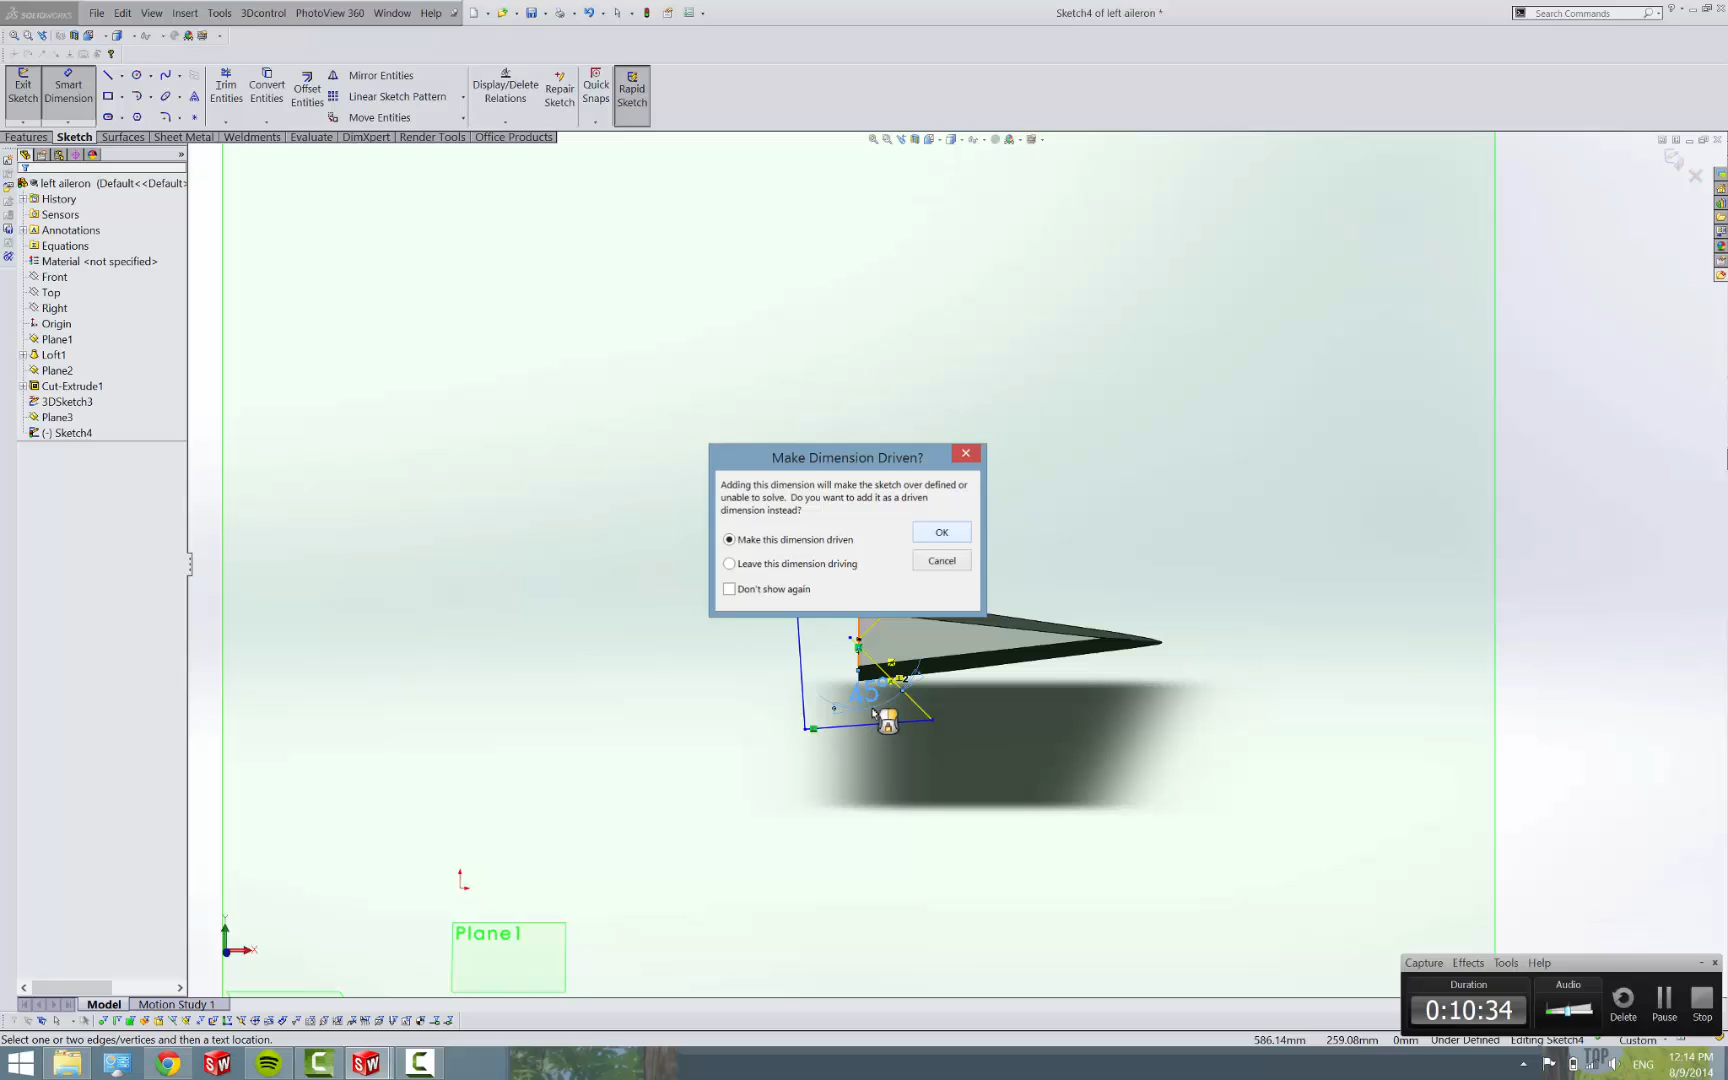 SOLIDWORKS
File Edit View Insert Tools 3Dcontrol PhotoView 360 Window Help
Sketch4 of left aileron *
Search Commands
Exit Sketch
Smart Dimension
Trim Entities
Convert Entities
Offset Entities
Mirror Entities
Linear Sketch Pattern
Move Entities
Display/Delete Relations
Repair Sketch
Quick Snaps
Rapid Sketch
Features Sketch Surfaces Sheet Metal Weldments Evaluate DimXpert Render Tools Office Products
left aileron (Default<<Default>
History
Sensors
Annotations
Equations
Material <not specified>
Front
Top
Right
Origin
Plane1
Loft1
Plane2
Cut-Extrude1
3DSketch3
Plane3
(-) Sketch4
Make Dimension Driven?
Adding this dimension will make the sketch over defined or
unable to solve. Do you want to add it as a driven
dimension instead?
Make this dimension driven
OK
Leave this dimension driving
Cancel
Don't show again
45°
Plane1
Y
X
Capture Effects Tools Help
Duration
Audio
0:10:34
Delete
Pause
Stop
Model Motion Study 1
Select one or two edges/vertices and then a text location.
586.14mm 259.08mm 0mm Under Defined Editing Sketch4 Custom
ENG
12:14 PM
8/9/2014